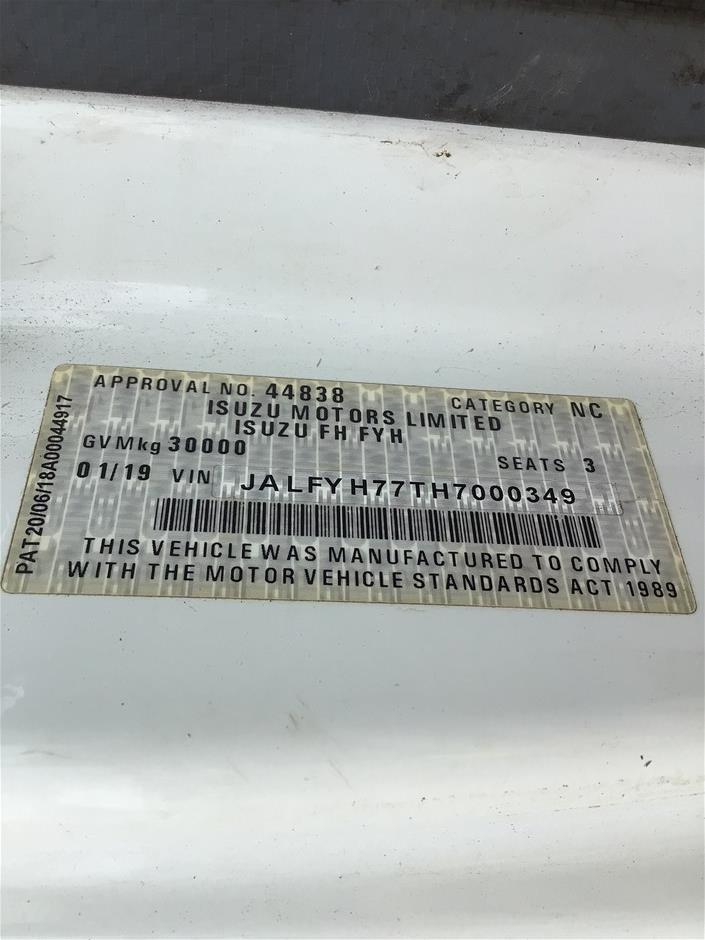 APPROVAL NO. 44838 CATEGORY NC
ISUZU MOTORS LIMITED
ISUZU FH FYH
GVMkg 30000 SEATS 3
01/19 VIN JALFYH77TH7000349
THIS VEHICLE WAS MANUFACTURED TO COMPLY
WITH THE MOTOR VEHICLE STANDARDS ACT 1989
PAT20/06/18A00044917